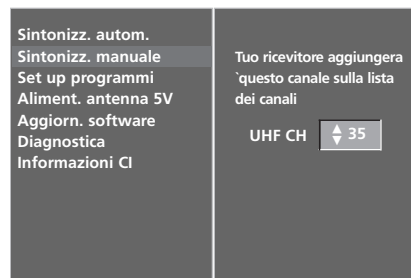 Sintonizz. autom.
Sintonizz. manuale
Set up programmi
Aliment. antenna 5V
Aggiorn. software
Diagnostica
Informazioni CI
Tuo ricevitore aggiungera
`questo canale sulla lista
dei canali
UHF CH 35